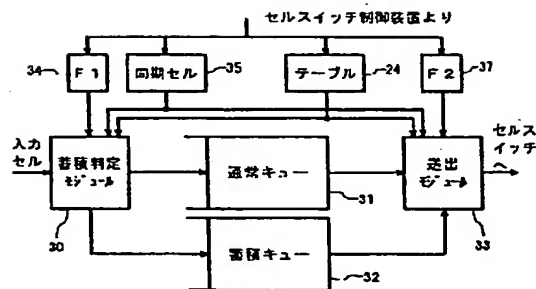 セルスイッチ制御装置より
34
F1
同期セル
35
テーブル
24
F2
37
入力
セル
蓄積判定
モジュール
30
通常キュー
31
送出
モジュール
33
セルス
イッチ
へ
蓄積キュー
32